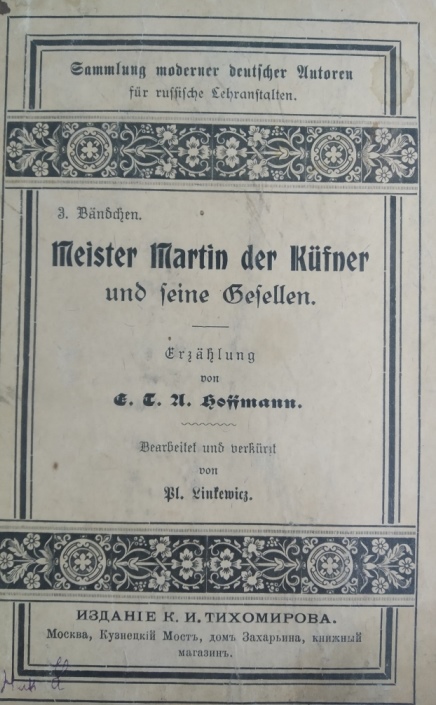 Sammlung moderner deutscher Autoren
für russische Lehranstalten.
3. Bändchen.
Meister Martin der Küfner
und seine Gesellen.
Erzählung
von
E. T. A. Hoffmann.
Bearbeitet und verkürzt
von
Pl. Linkewicz.
ИЗДАНІЕ К. И. ТИХОМИРОВА.
Москва, Кузнецкій Мостъ, домъ Захарьина, книжный
магазинъ.